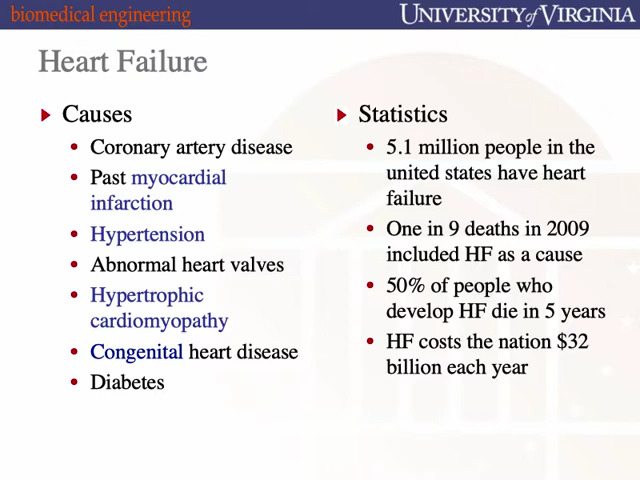 biomedical engineering
UNIVERSITY of VIRGINIA
Heart Failure
Causes
Coronary artery disease
Past myocardial
infarction
Hypertension
Abnormal heart valves
Hypertrophic
cardiomyopathy
Congenital heart disease
Diabetes
Statistics
5.1 million people in the
united states have heart
failure
One in 9 deaths in 2009
included HF as a cause
50% of people who
develop HF die in 5 years
HF costs the nation $32
billion each year